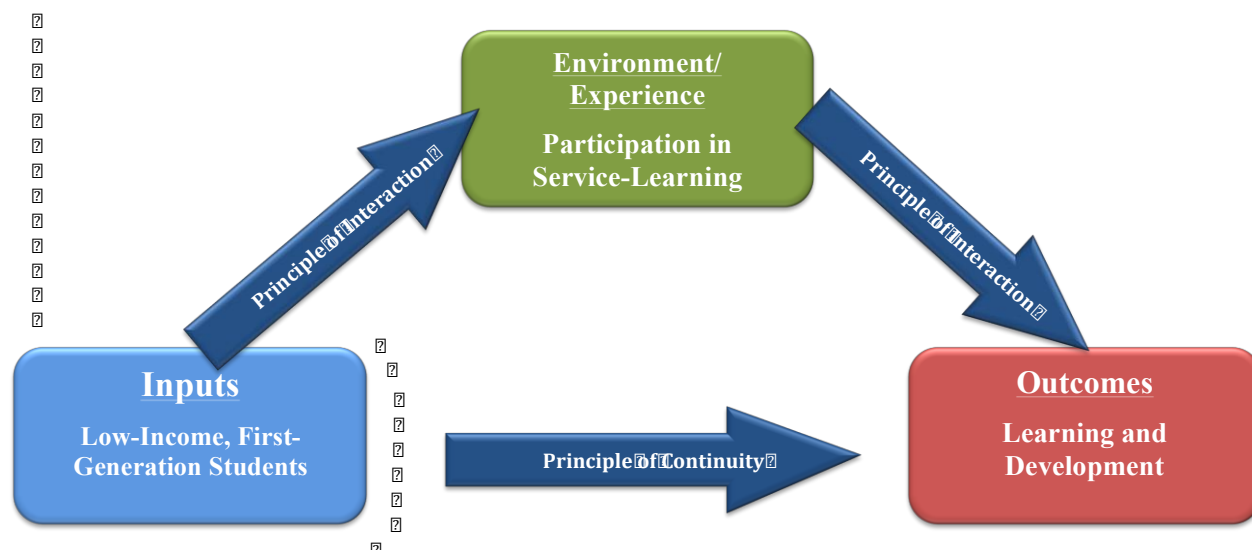 Environment/
Experience
Participation in
Service-Learning
Principle of Interaction
Principle of Interaction
Inputs
Low-Income, First-
Generation Students
Principle of Continuity
Outcomes
Learning and
Development